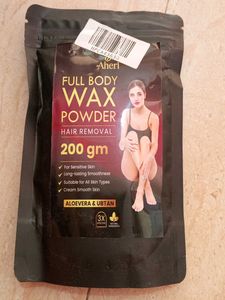 Aheri
FULL BODY
WAX
POWDER
HAIR REMOVAL
200 gm
For Sensitive Skin
Long-lasting Smoothness
Suitable for All Skin Types
Cream Smooth Skin
ALOEVERA & UBTAN
3X